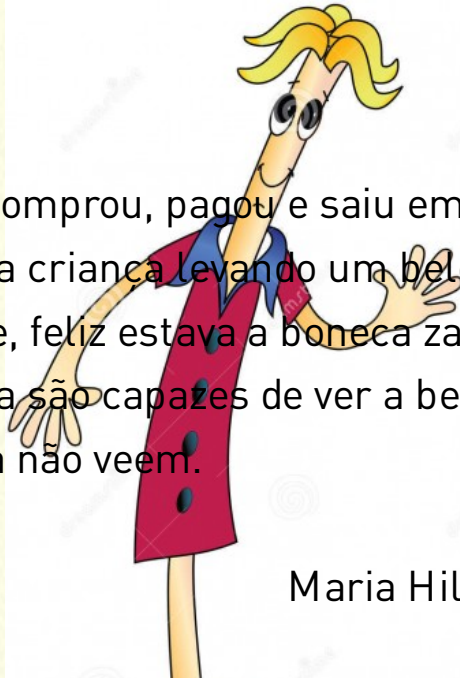 omprou, pagou e saiu em
a criança levando um bel
e, feliz estava a boneca za
a são capazes de ver a be
não veem.
Maria Hil